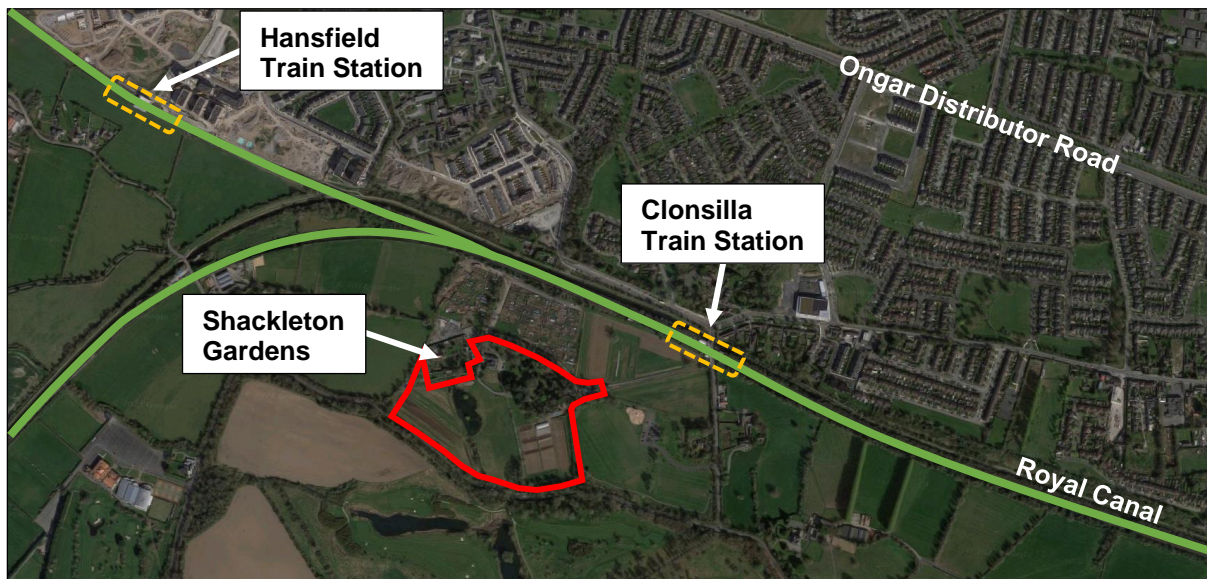 Hansfield
Train Station
Ongar Distributor Road
Clonsilla
Train Station
Shackleton
Gardens
Royal Canal